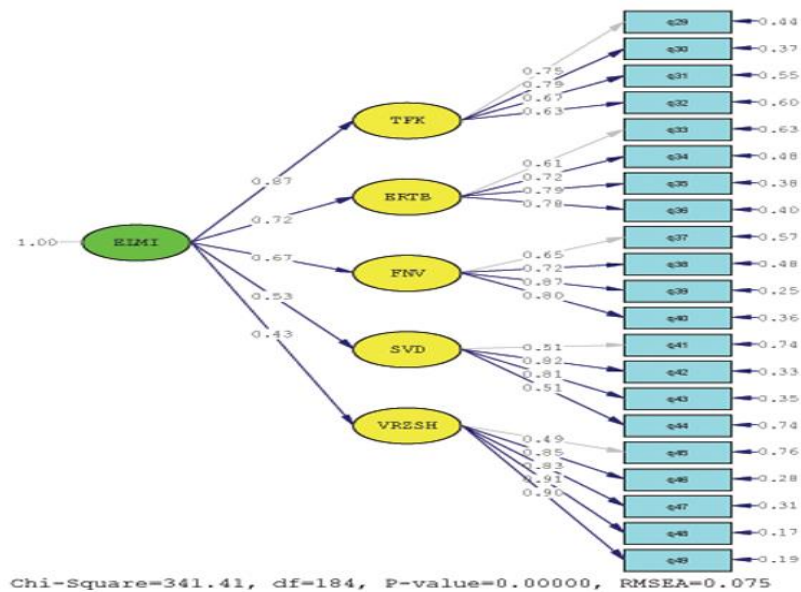 q29 0.44
0.75 q30 0.37
0.79 q31 0.55
0.67
0.63 q32 0.60
TFK
q33 0.63
0.61 q34 0.48
0.72
0.79 q35 0.38
0.78 q36 0.40
ERTB
0.87
0.72
1.00
0.67
0.53
0.43
q37 0.57
0.65 q38 0.48
0.72
0.87 q39 0.25
0.80 q40 0.36
FNV
q41 0.74
0.51
0.82 q42 0.33
0.81 q43 0.35
0.51 q44 0.74
SVD
q45 0.76
0.49
0.85 q46 0.28
0.83
0.91 q47 0.31
0.90 q48 0.17
q49 0.19
VRZSH
Chi-Square=341.41, df=184, P-value=0.00000, RMSEA=0.075